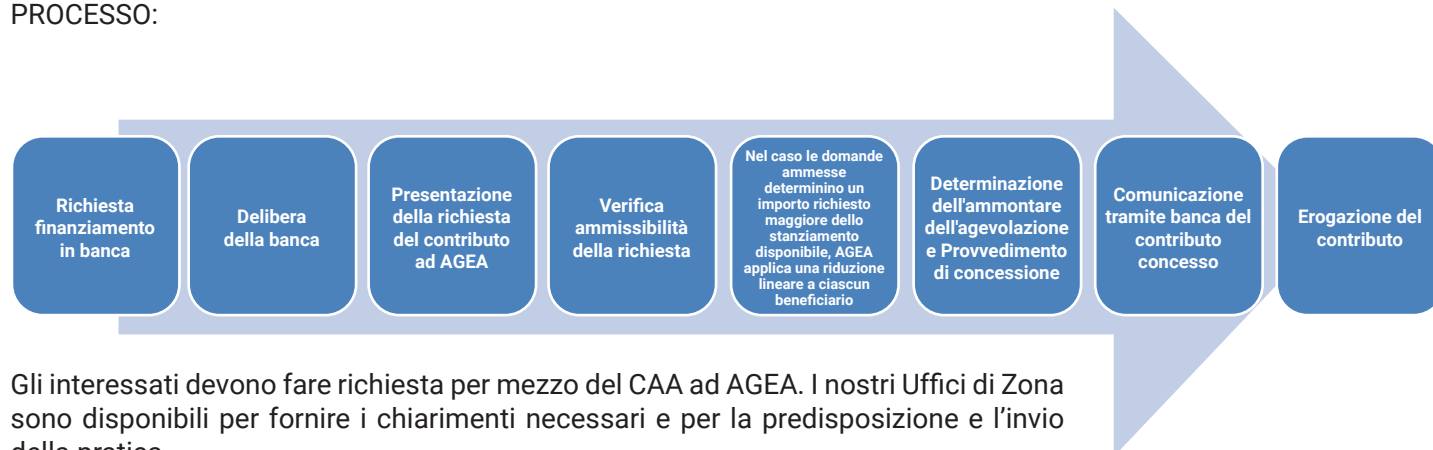 PROCESSO:
Richiesta
finanziamento
in banca
Delibera
della banca
Presentazione
della richiesta
del contributo
ad AGEA
Verifica
ammissibilità
della richiesta
Nel caso le domande
ammesse
determinino un
importo richiesto
maggiore dello
stanziamento
disponibile, AGEA
applica una riduzione
lineare a ciascun
beneficiario
Determinazione
dell'ammontare
dell'agevolazione
e Provvedimento
di concessione
Comunicazione
tramite banca del
contributo
concesso
Erogazione del
contributo
Gli interessati devono fare richiesta per mezzo del CAA ad AGEA. I nostri Uffici di Zona
sono disponibili per fornire i chiarimenti necessari e per la predisposizione e l’invio
della pratica